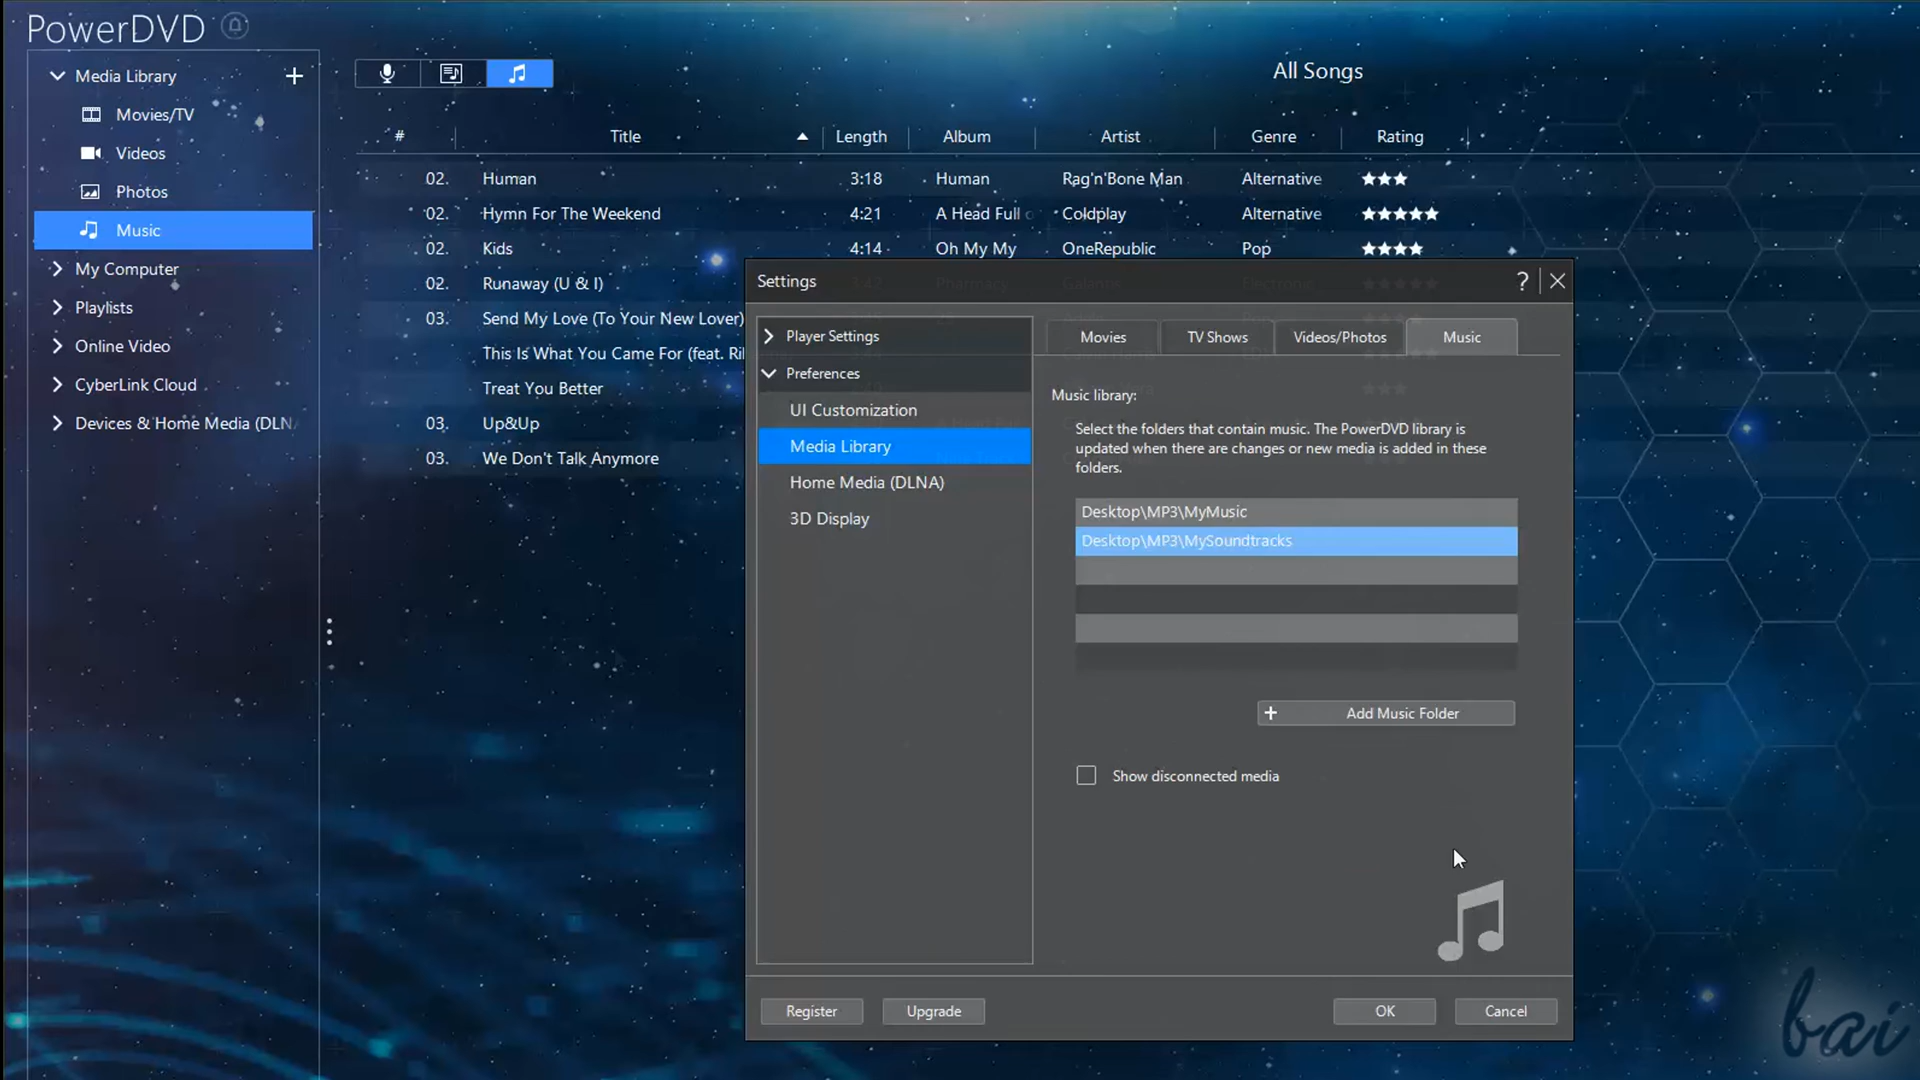 PowerDVD
Media Library
Movies/TV
Videos
Photos
Music
My Computer
Playlists
Online Video
CyberLink Cloud
Devices & Home Media (DLN
All Songs
# Title Length Album Artist Genre Rating
02. Human 3:18 Human Rag'n'Bone Man Alternative ★★★
02. Hymn For The Weekend 4:21 A Head Full o Coldplay Alternative ★★★★★
02. Kids 4:14 Oh My My OneRepublic Pop ★★★★
02. Runaway (U & I)
03. Send My Love (To Your New Lover)
This Is What You Came For (feat. Ri
Treat You Better
03. Up&Up
03. We Don't Talk Anymore
Settings ?
Player Settings
Preferences
UI Customization
Media Library
Home Media (DLNA)
3D Display
Movies TV Shows Videos/Photos Music
Music library:
Select the folders that contain music. The PowerDVD library is
updated when there are changes or new media is added in these
folders.
Desktop\MP3\MyMusic
Desktop\MP3\MySoundtracks
+ Add Music Folder
Show disconnected media
Register Upgrade OK Cancel
bai